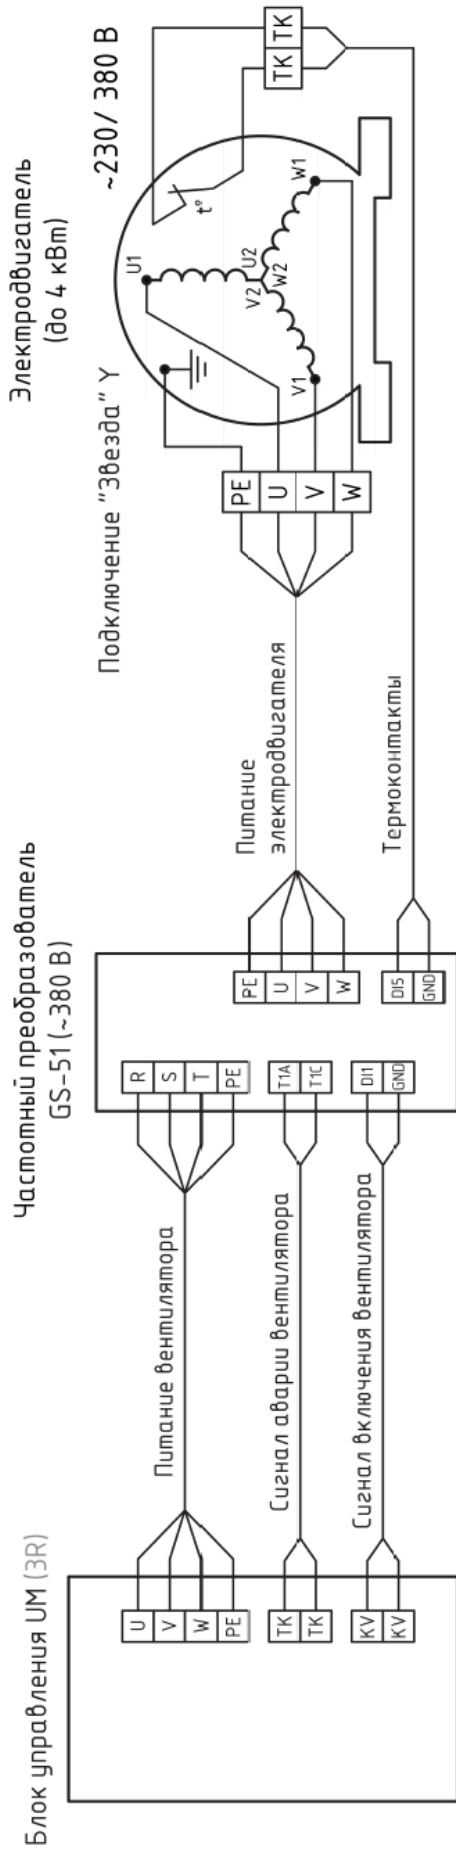 Блок управления UM (3R)
U
V
W
PE
TK
TK
KV
KV
Питание вентилятора
Сигнал аварии вентилятора
Сигнал включения вентилятора
Частотный преобразователь
GS-51 (~380 В)
R
S
T
PE
T1A
T1C
DI1
GND
PE
U
V
W
DI5
GND
Питание
электродвигателя
Термоконтакты
Электродвигатель
(до 4 кВт)
Подключение "Звезда" Y
~230/ 380 В
PE
U
V
W
U1
U2
V2
W2
V1
W1
t°
TK
TK